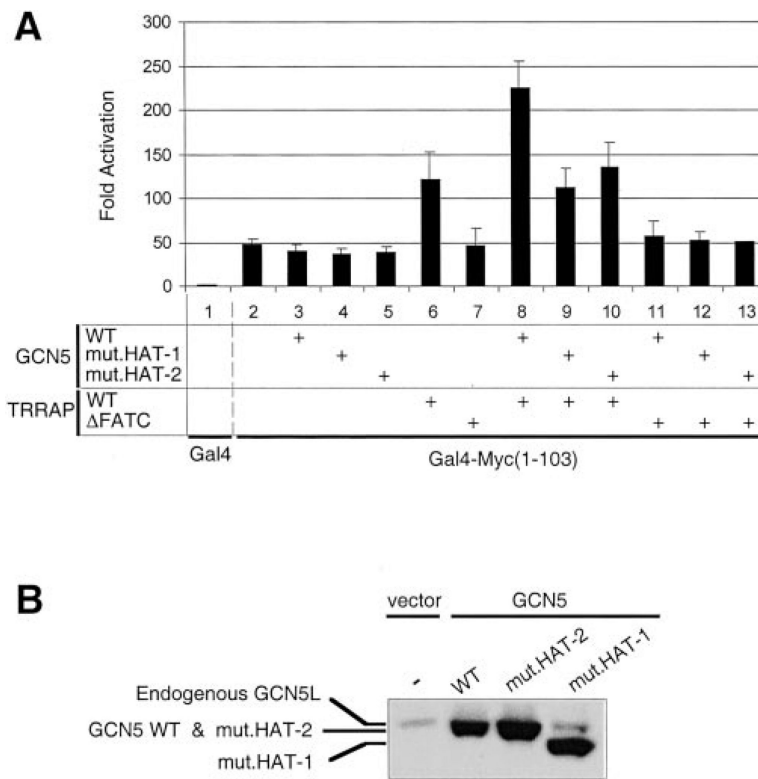 A
300
250
200
150
100
50
0
Fold Activation
1 2 3 4 5 6 7 8 9 10 11 12 13
GCN5
WT + + +
mut.HAT-1 + + +
mut.HAT-2 + + +
TRRAP
WT + + + +
ΔFATC + + + +
Gal4
Gal4-Myc(1-103)
B
vector GCN5
- WT mut.HAT-2 mut.HAT-1
Endogenous GCN5L
GCN5 WT & mut.HAT-2
mut.HAT-1